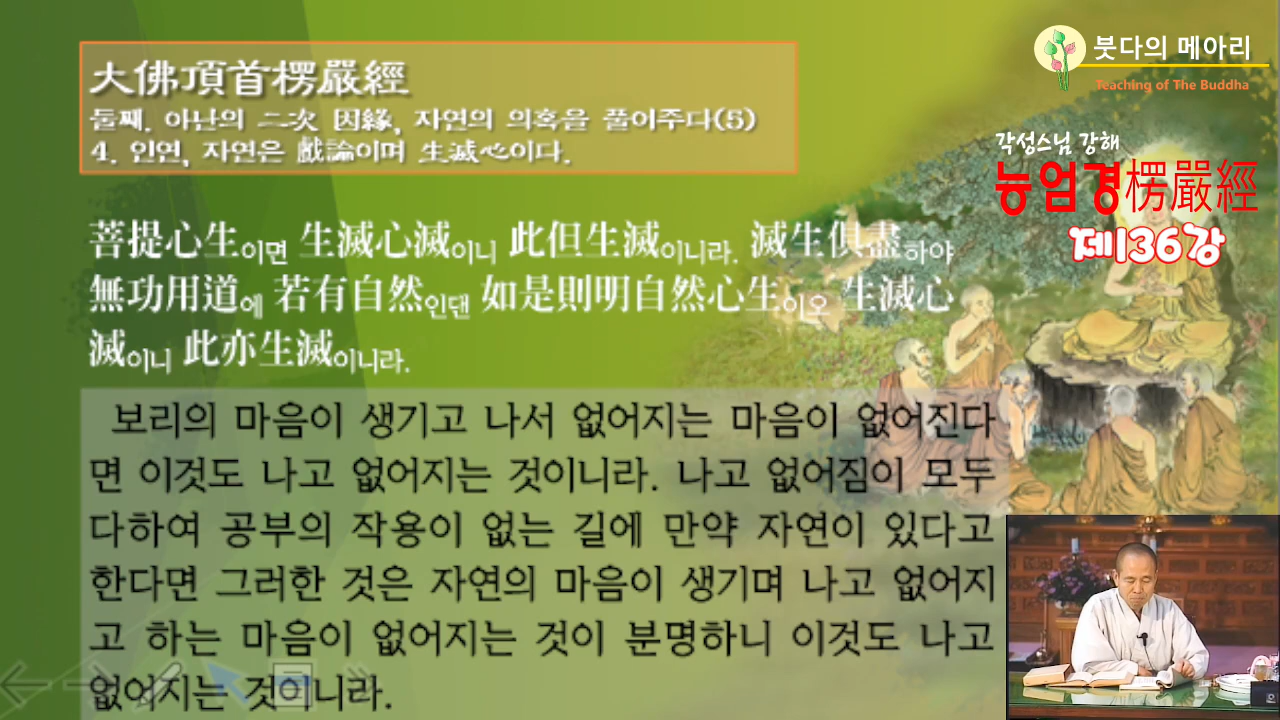 大佛頂首楞嚴經
둘째. 아난의 二次 因緣, 자연의 의혹을 풀어주다(5)
4. 인연, 자연은 戲論이며 生滅心이다.
菩提心生이면 生滅心滅이니 此但生滅이니라. 滅生俱盡하야
無功用道에 若有自然인댄 如是則明自然心生이오 生滅心
滅이니 此亦生滅이니라.
보리의 마음이 생기고 나서 없어지는 마음이 없어진다
면 이것도 나고 없어지는 것이니라. 나고 없어짐이 모두
다하여 공부의 작용이 없는 길에 만약 자연이 있다고
한다면 그러한 것은 자연의 마음이 생기며 나고 없어지
고 하는 마음이 없어지는 것이 분명하니 이것도 나고
없어지는 것이니라.
붓다의 메아리
Teaching of The Buddha
각성스님 강해
능엄경楞嚴經
제136강